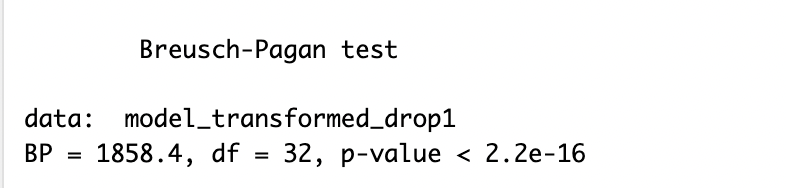 Breusch-Pagan test
data:  model_transformed_drop1
BP = 1858.4, df = 32, p-value < 2.2e-16